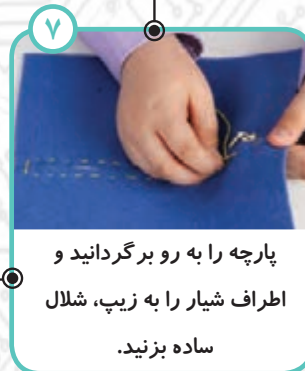 ۷
پارچه را به رو برگردانید و
اطراف شیار را به زیپ، شلال
ساده بزنید.